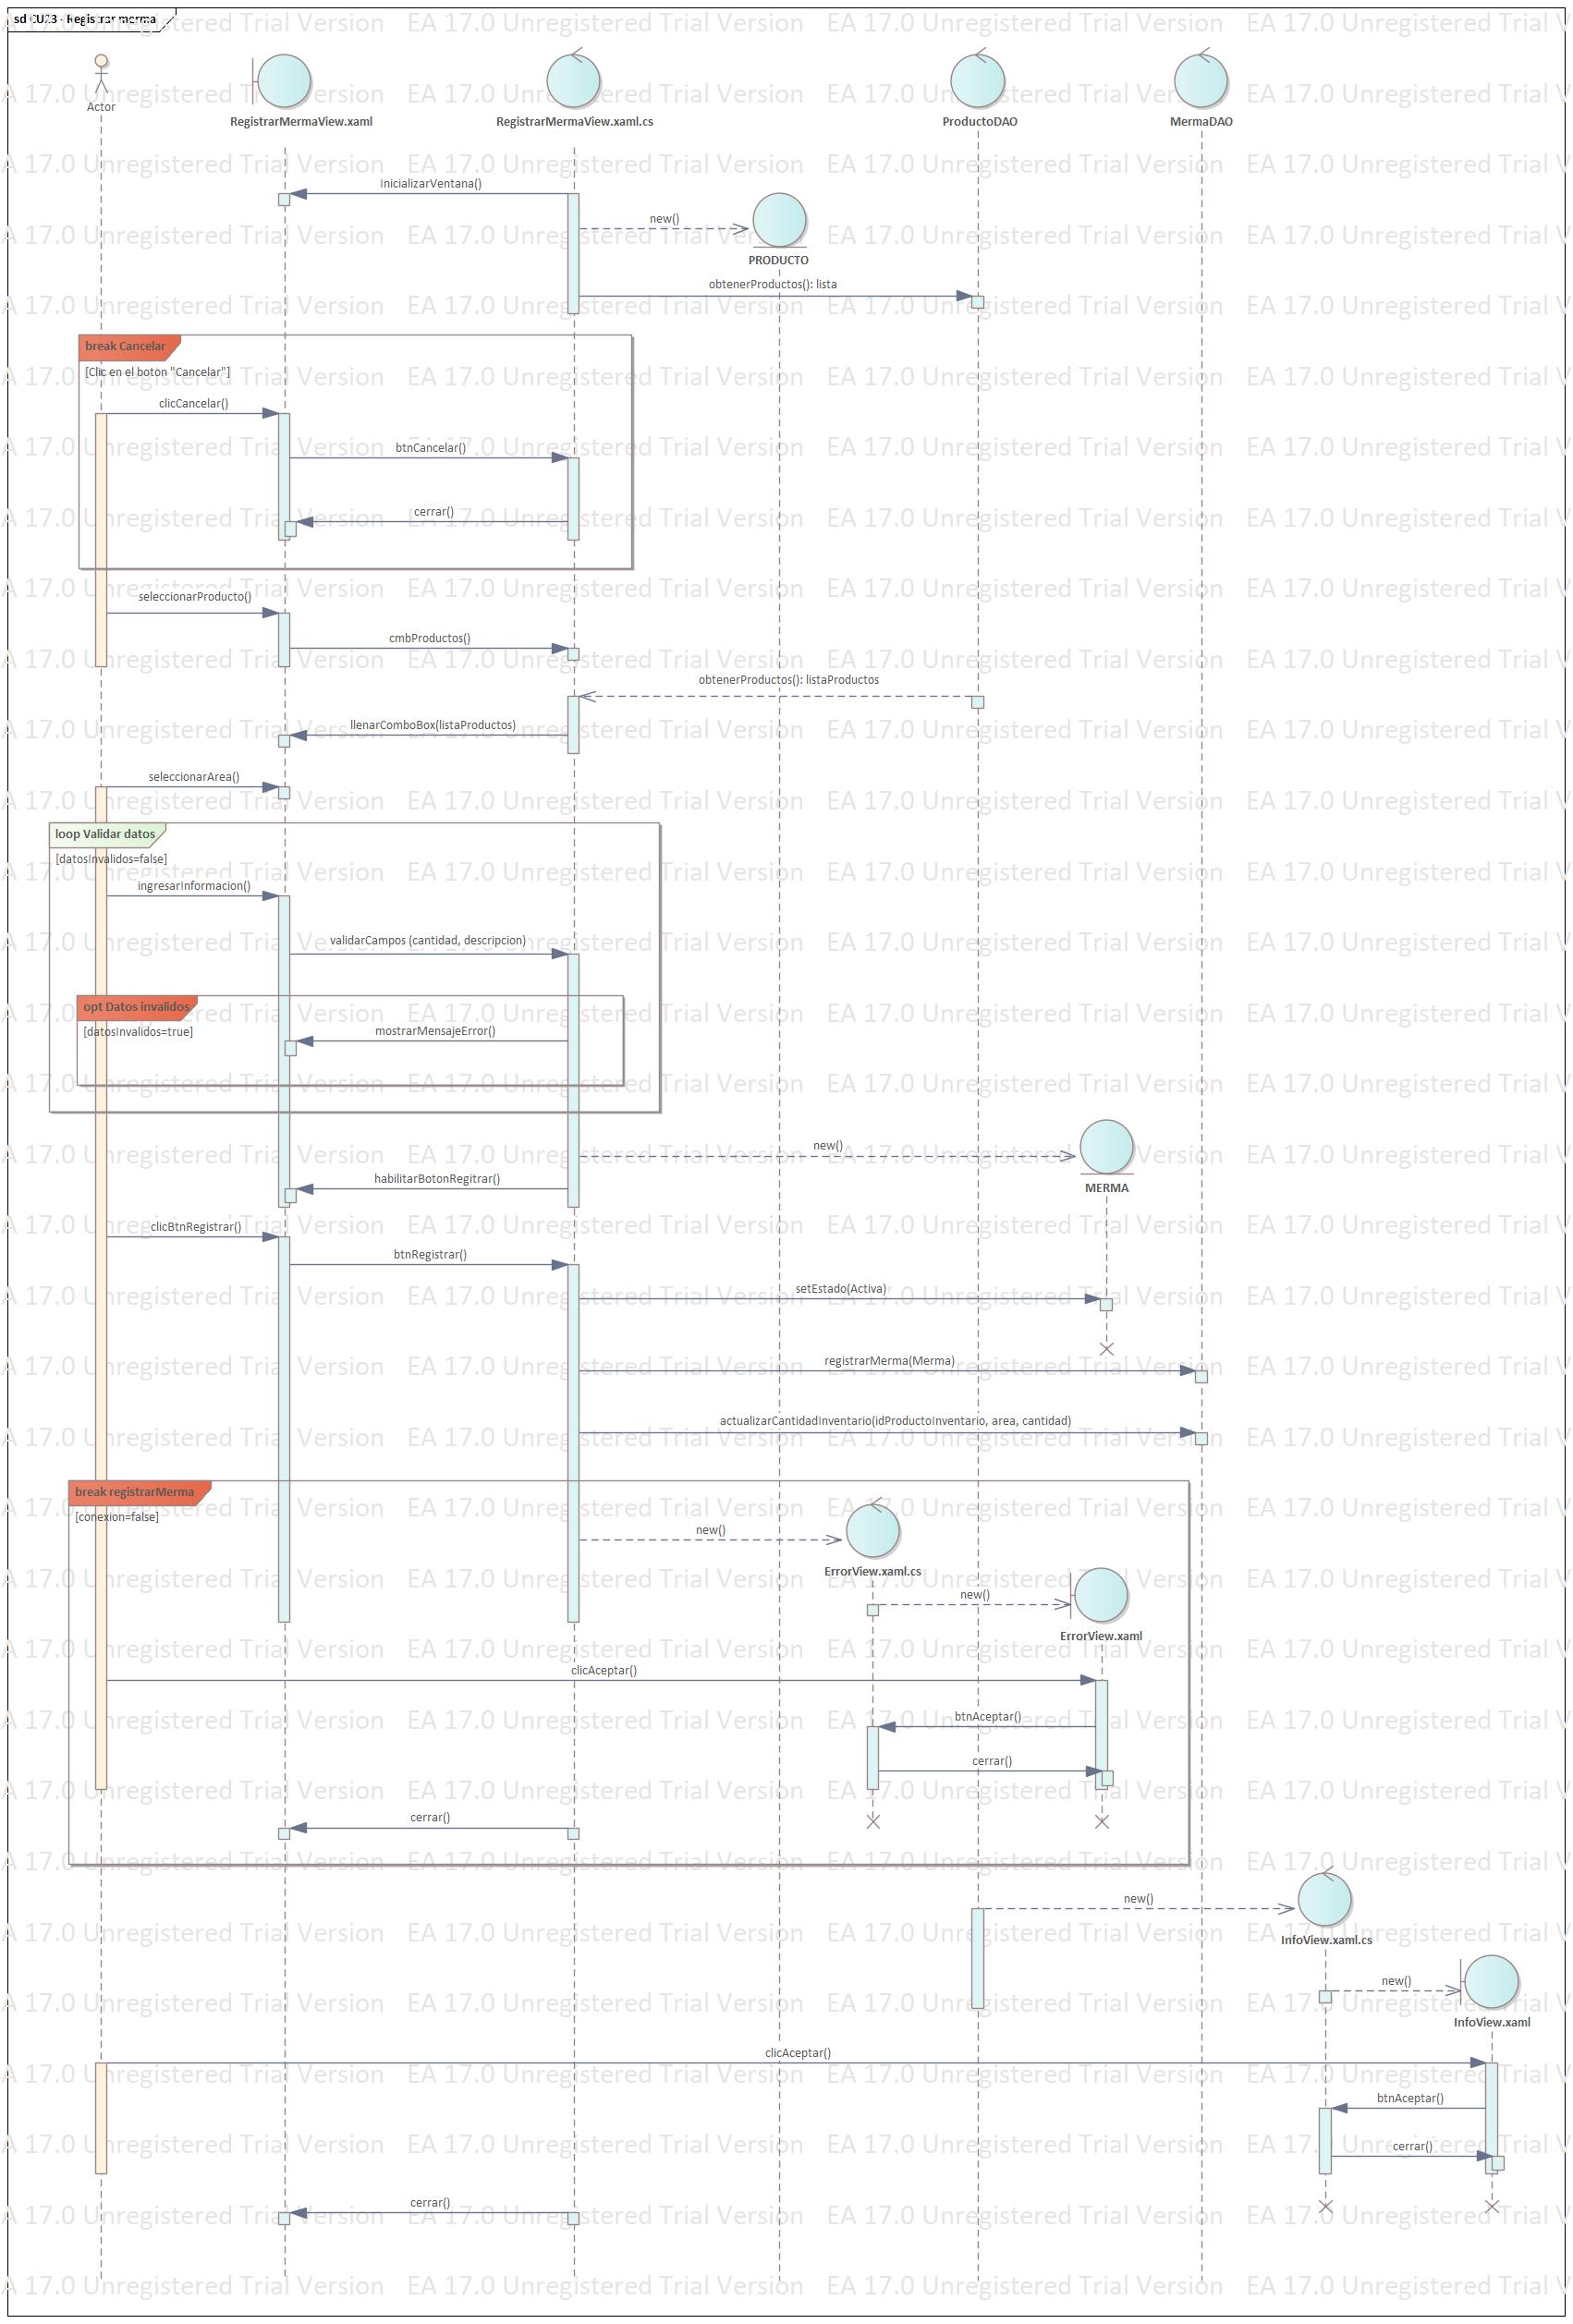 sd CU23 - Registrar merma
Actor
RegistrarMermaView.xaml
RegistrarMermaView.xaml.cs
ProductoDAO
MermaDAO
InicializarVentana()
new()
PRODUCTO
obtenerProductos(): lista
break Cancelar
[Clic en el boton "Cancelar"]
clicCancelar()
btnCancelar()
cerrar()
seleccionarProducto()
cmbProductos()
obtenerProductos(): listaProductos
llenarComboBox(listaProductos)
seleccionarArea()
loop Validar datos
[datosInvalidos=false]
ingresarInformacion()
validarCampos (cantidad, descripcion)
opt Datos invalidos
[datosInvalidos=true]
mostrarMensajeError()
new()
MERMA
habilitarBotonRegitrar()
clicBtnRegistrar()
btnRegistrar()
setEstado(Activa)
registrarMerma(Merma)
actualizarCantidadInventario(idProductoInventario, area, cantidad)
break registrarMerma
[conexion=false]
new()
ErrorView.xaml.cs
new()
ErrorView.xaml
clicAceptar()
btnAceptar()
cerrar()
cerrar()
new()
InfoView.xaml.cs
new()
InfoView.xaml
clicAceptar()
btnAceptar()
cerrar()
cerrar()
EA 17.0 Unregistered Trial Version